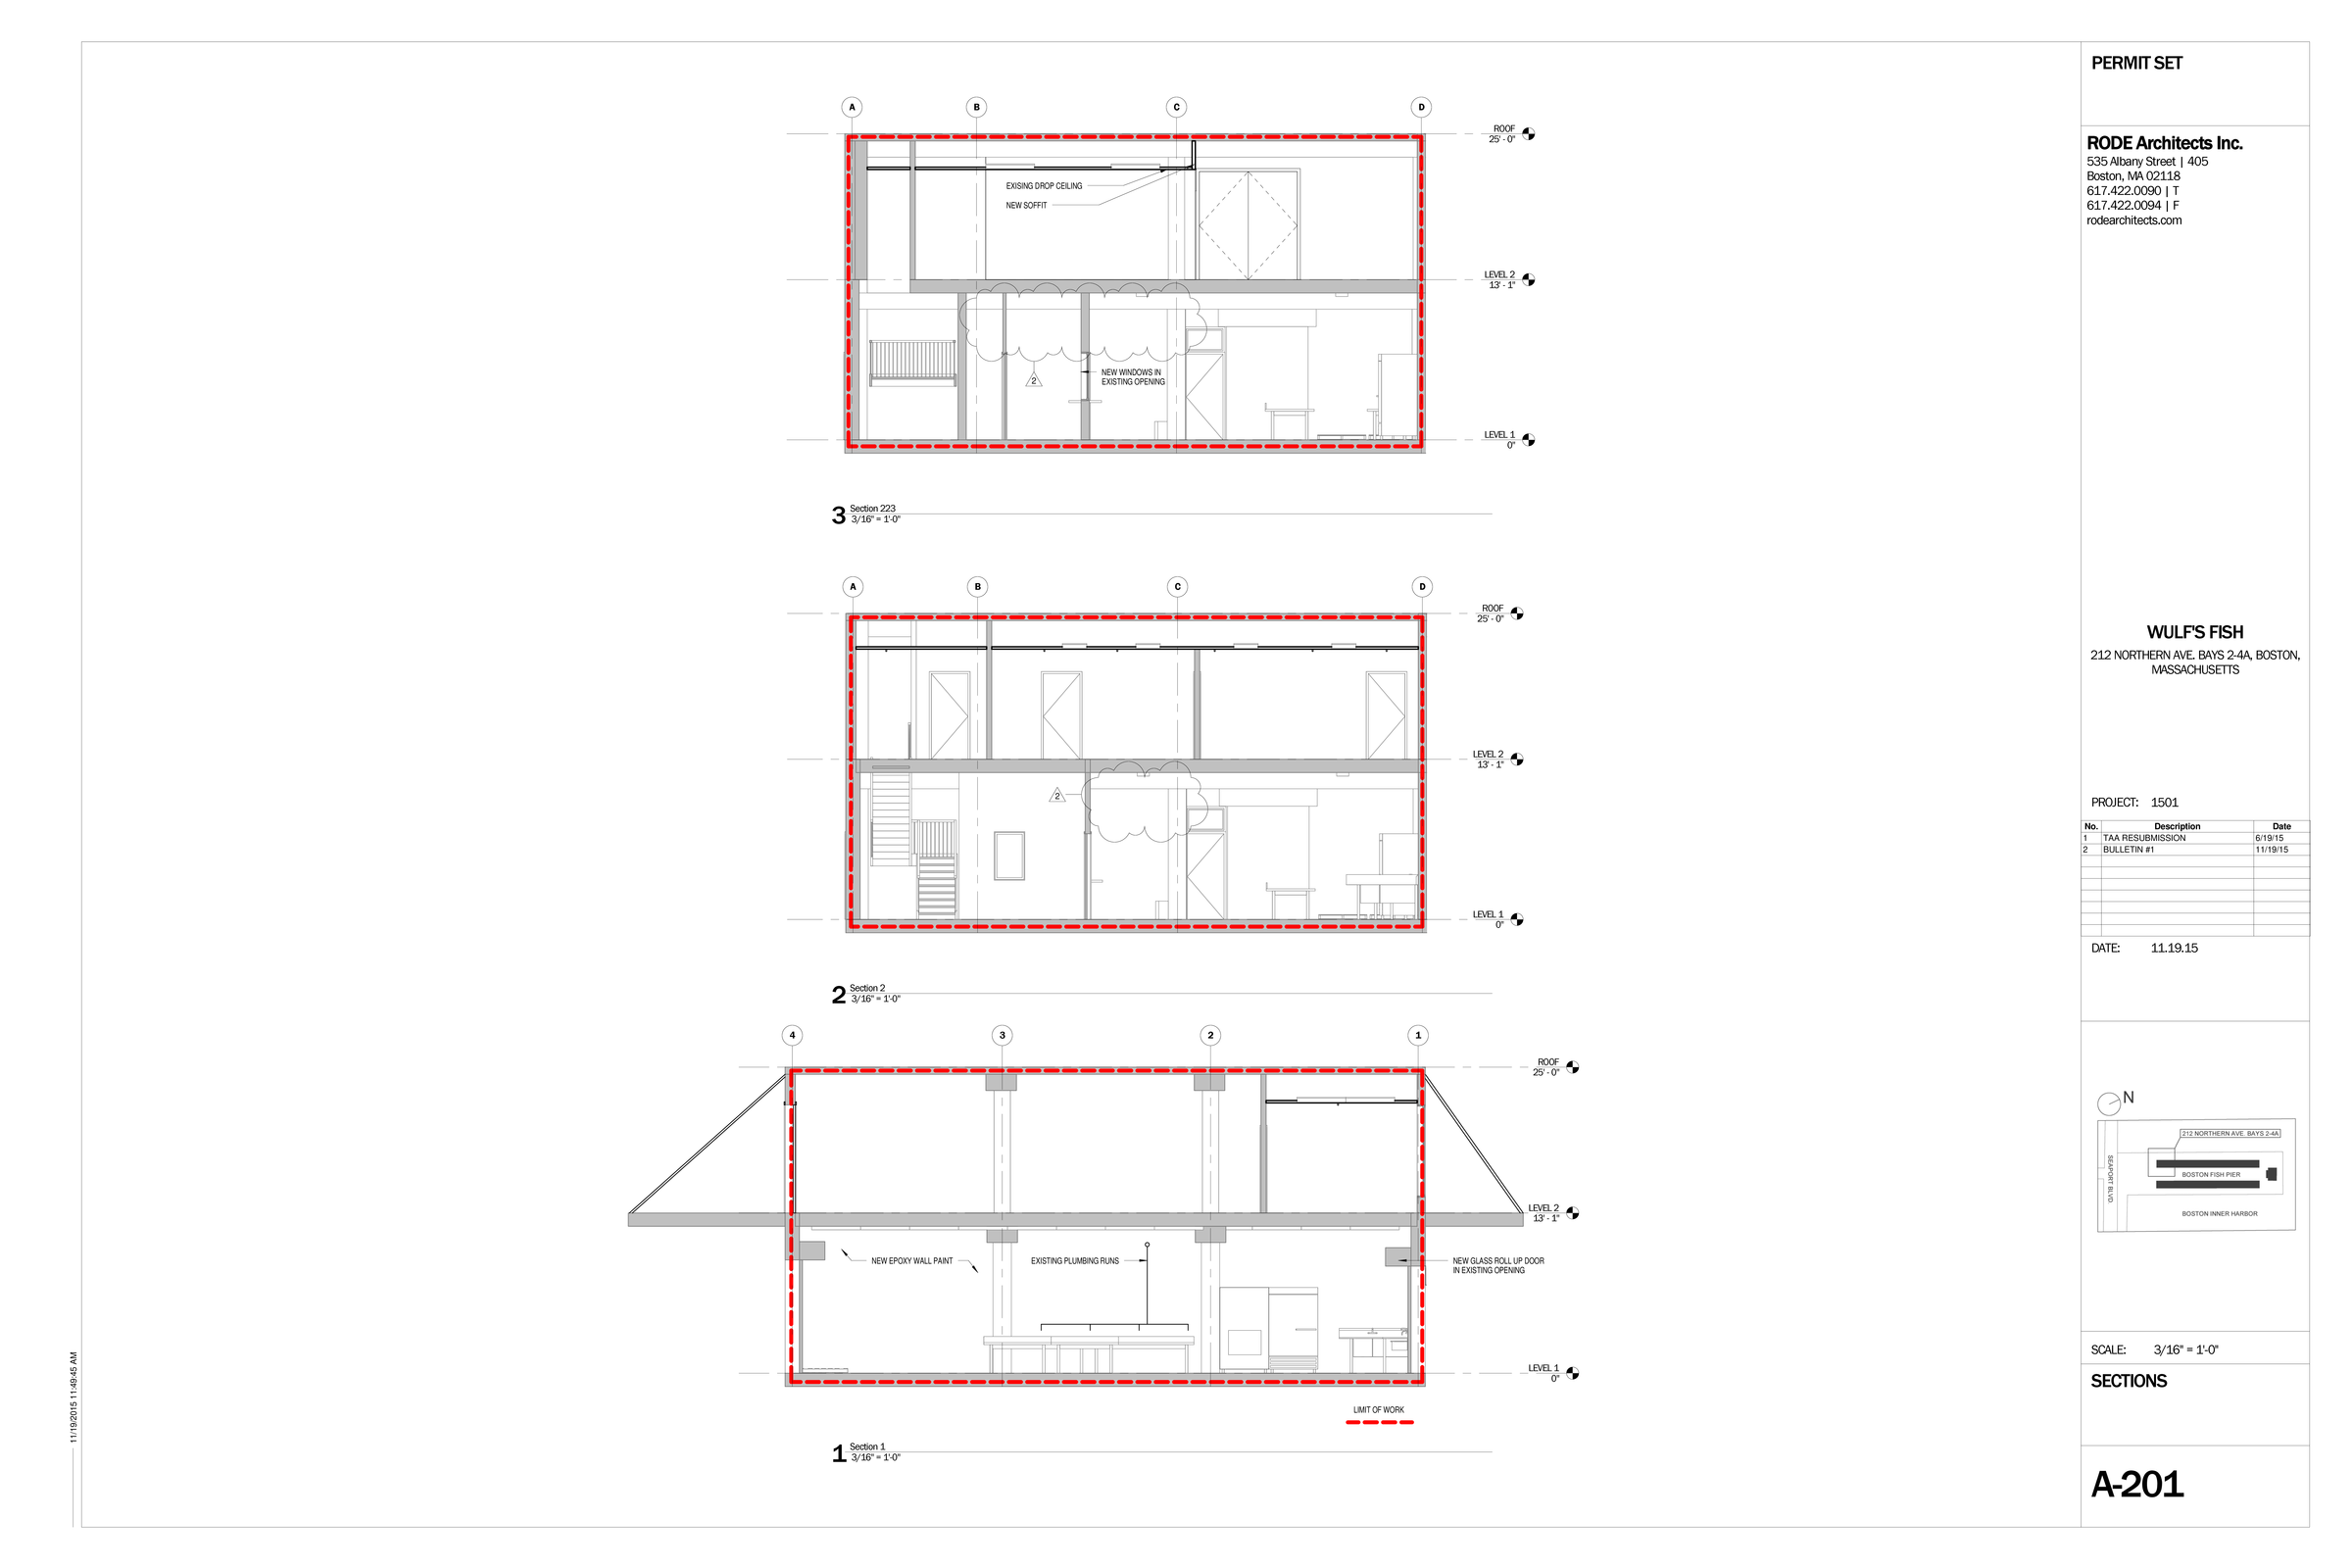 A B C D
ROOF
25' - 0"
EXISING DROP CEILING
NEW SOFFIT
LEVEL 2
13' - 1"
2
NEW WINDOWS IN
EXISTING OPENING
LEVEL 1
0"
3 Section 223
3/16" = 1'-0"
A B C D
ROOF
25' - 0"
LEVEL 2
13' - 1"
2
LEVEL 1
0"
2 Section 2
3/16" = 1'-0"
4 3 2 1
ROOF
25' - 0"
LEVEL 2
13' - 1"
NEW EPOXY WALL PAINT
EXISTING PLUMBING RUNS
NEW GLASS ROLL UP DOOR
IN EXISTING OPENING
LEVEL 1
0"
LIMIT OF WORK
1 Section 1
3/16" = 1'-0"
11/19/2015 11:49:45 AM
PERMIT SET
RODE Architects Inc.
535 Albany Street | 405
Boston, MA 02118
617.422.0090 | T
617.422.0094 | F
rodearchitects.com
WULF'S FISH
212 NORTHERN AVE. BAYS 2-4A, BOSTON,
MASSACHUSETTS
PROJECT: 1501
No. Description Date
1 TAA RESUBMISSION 6/19/15
2 BULLETIN #1 11/19/15
DATE: 11.19.15
N
212 NORTHERN AVE. BAYS 2-4A
SEAPORT BLVD
BOSTON FISH PIER
BOSTON INNER HARBOR
SCALE: 3/16" = 1'-0"
SECTIONS
A-201